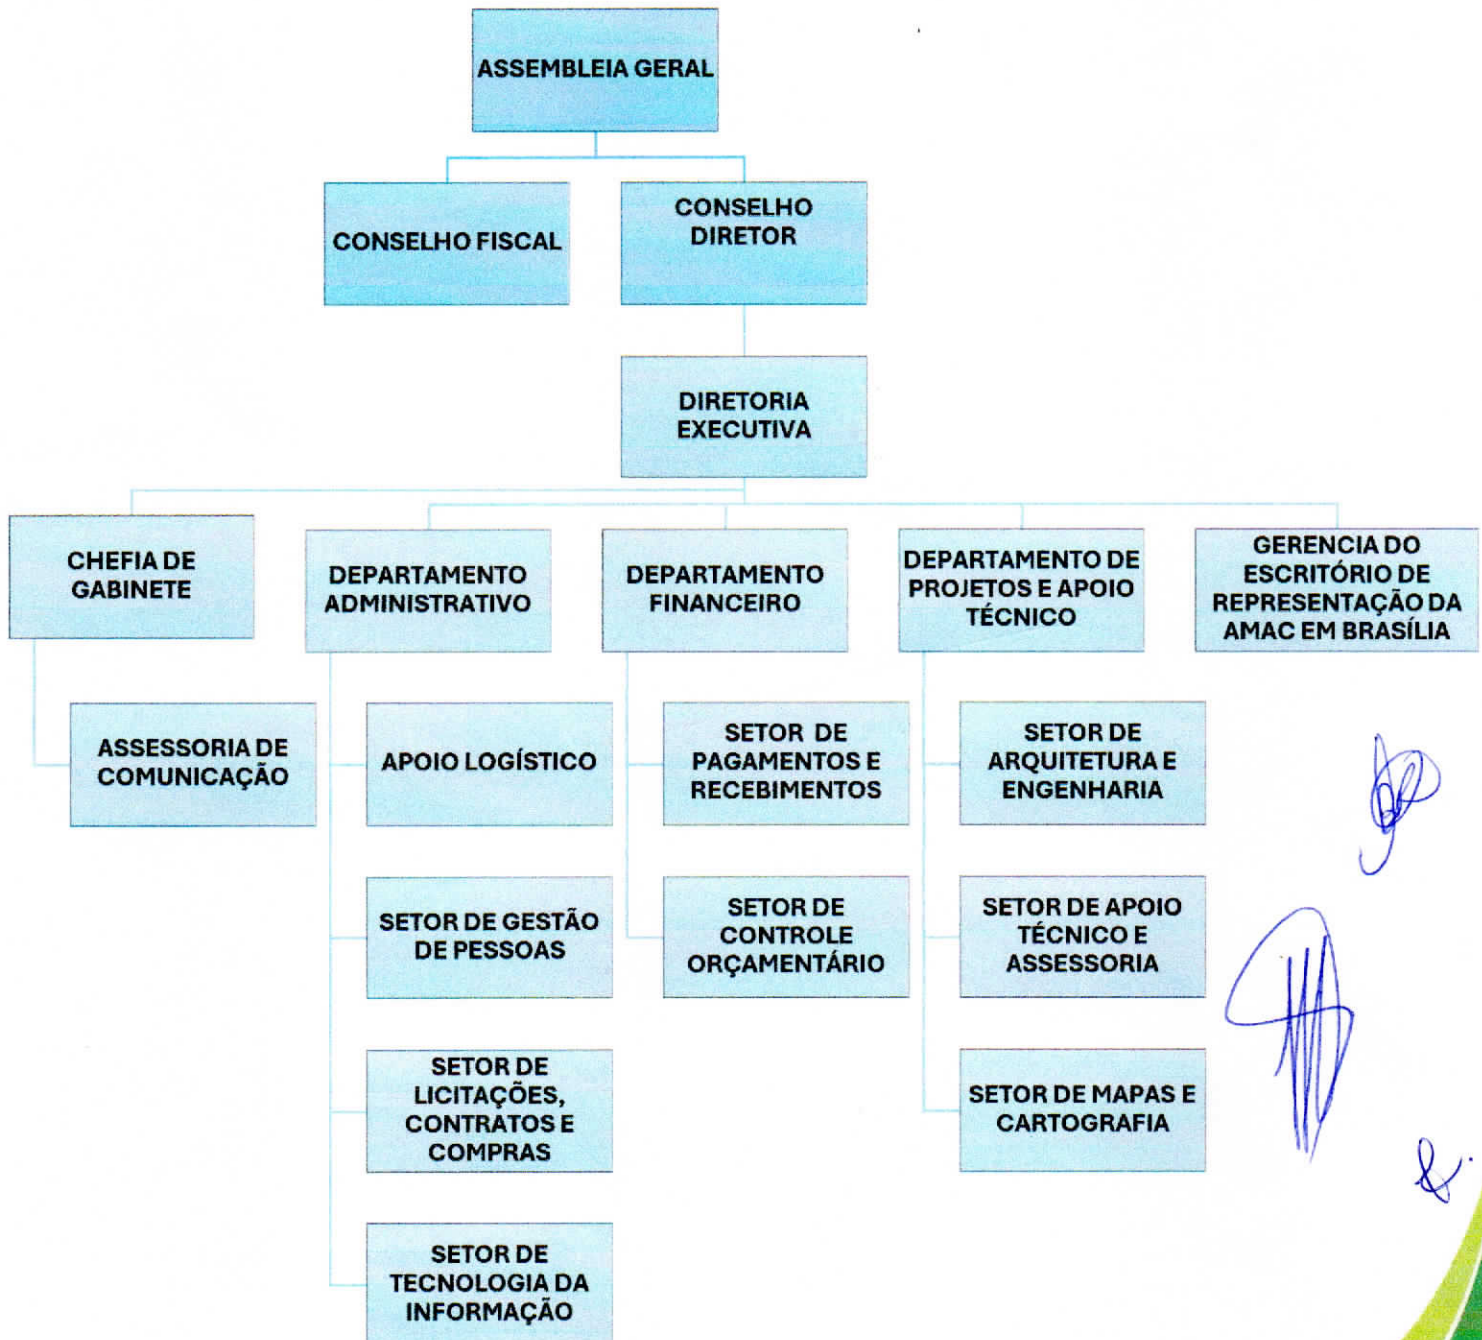 ASSEMBLEIA GERAL
CONSELHO FISCAL
CONSELHO
DIRETOR
DIRETORIA
EXECUTIVA
CHEFIA DE
GABINETE
DEPARTAMENTO
ADMINISTRATIVO
DEPARTAMENTO
FINANCEIRO
DEPARTAMENTO DE
PROJETOS E APOIO
TÉCNICO
GERENCIA DO
ESCRITÓRIO DE
REPRESENTAÇÃO DA
AMAC EM BRASÍLIA
ASSESSORIA DE
COMUNICAÇÃO
APOIO LOGÍSTICO
SETOR DE
PAGAMENTOS E
RECEBIMENTOS
SETOR DE
ARQUITETURA E
ENGENHARIA
SETOR DE GESTÃO
DE PESSOAS
SETOR DE
CONTROLE
ORÇAMENTÁRIO
SETOR DE APOIO
TÉCNICO E
ASSESSORIA
SETOR DE
LICITAÇÕES,
CONTRATOS E
COMPRAS
SETOR DE MAPAS E
CARTOGRAFIA
SETOR DE
TECNOLOGIA DA
INFORMAÇÃO